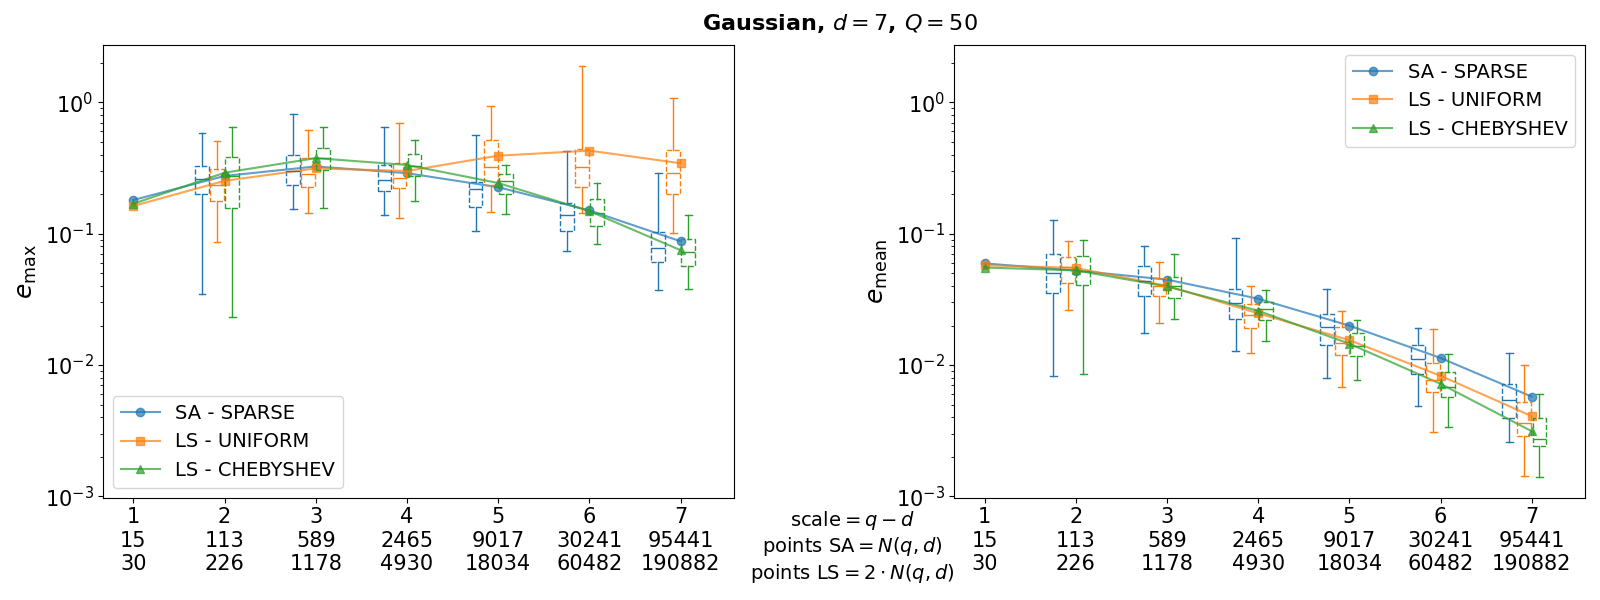 Gaussian, d = 7, Q = 50
10⁰
10⁻¹
10⁻²
10⁻³
e_max
SA - SPARSE
LS - UNIFORM
LS - CHEBYSHEV
1 2 3 4 5 6 7
15 113 589 2465 9017 30241 95441
30 226 1178 4930 18034 60482 190882
scale = q − d
points SA = N(q, d)
points LS = 2 · N(q, d)
10⁰
10⁻¹
10⁻²
10⁻³
e_mean
SA - SPARSE
LS - UNIFORM
LS - CHEBYSHEV
1 2 3 4 5 6 7
15 113 589 2465 9017 30241 95441
30 226 1178 4930 18034 60482 190882